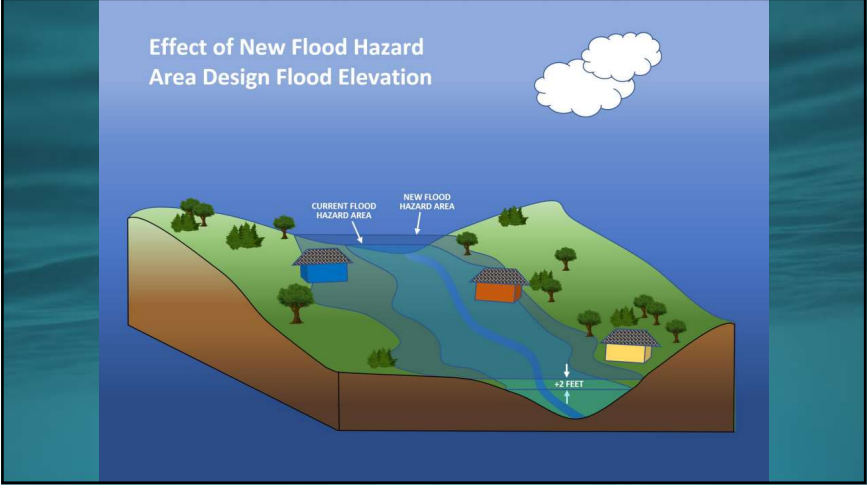 Effect of New Flood Hazard
Area Design Flood Elevation
CURRENT FLOOD
HAZARD AREA
NEW FLOOD
HAZARD AREA
+2 FEET